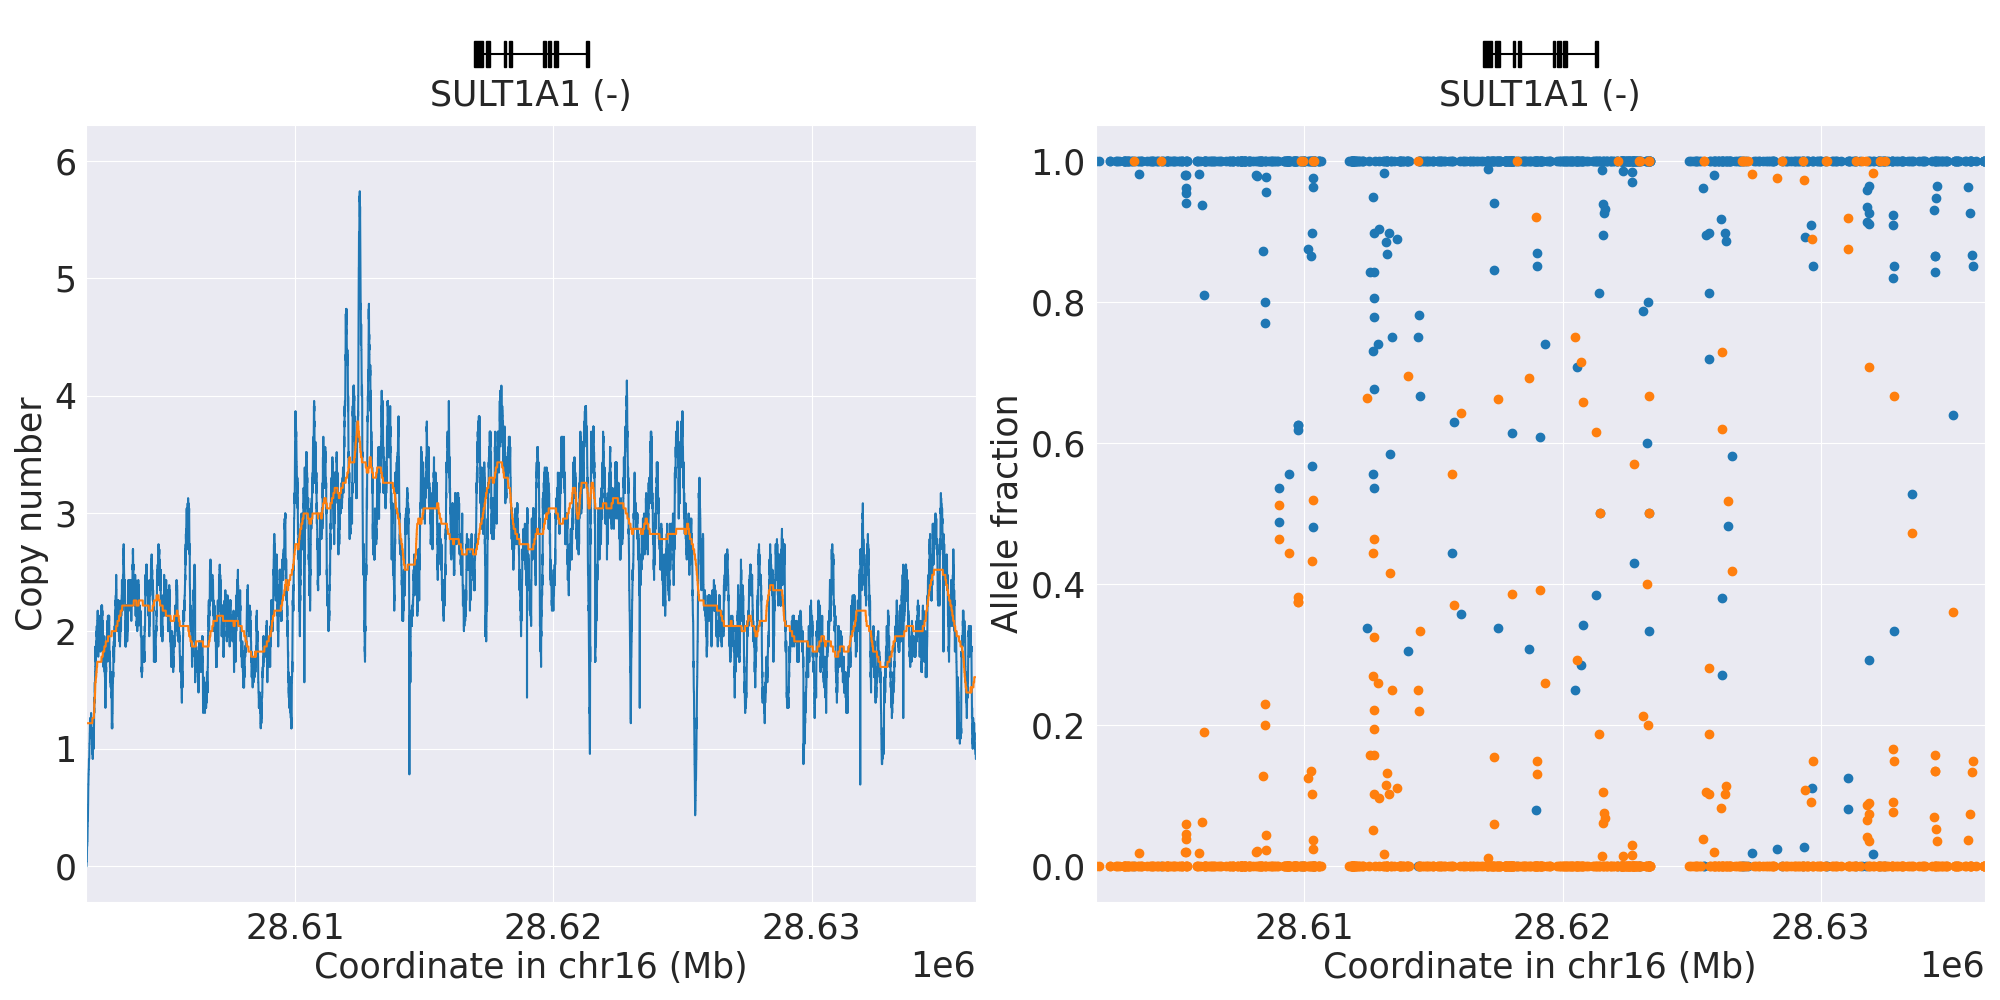 SULT1A1 (-)
6
5
4
3
2
1
0
Copy number
28.61
28.62
28.63
Coordinate in chr16 (Mb)
1e6
SULT1A1 (-)
1.0
0.8
0.6
0.4
0.2
0.0
Allele fraction
28.61
28.62
28.63
Coordinate in chr16 (Mb)
1e6